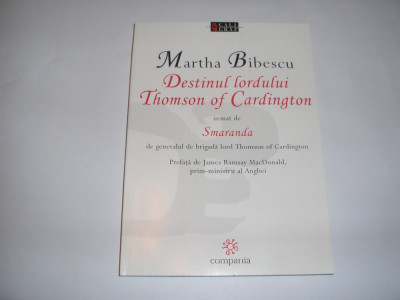 Martha Bibescu
Destinul lordului
Thomson of Cardington
urmat de
Smaranda
de generalul de brigadă lord Thomson of Cardington
Prefață de James Ramsay MacDonald,
prim-ministru al Angliei
compania